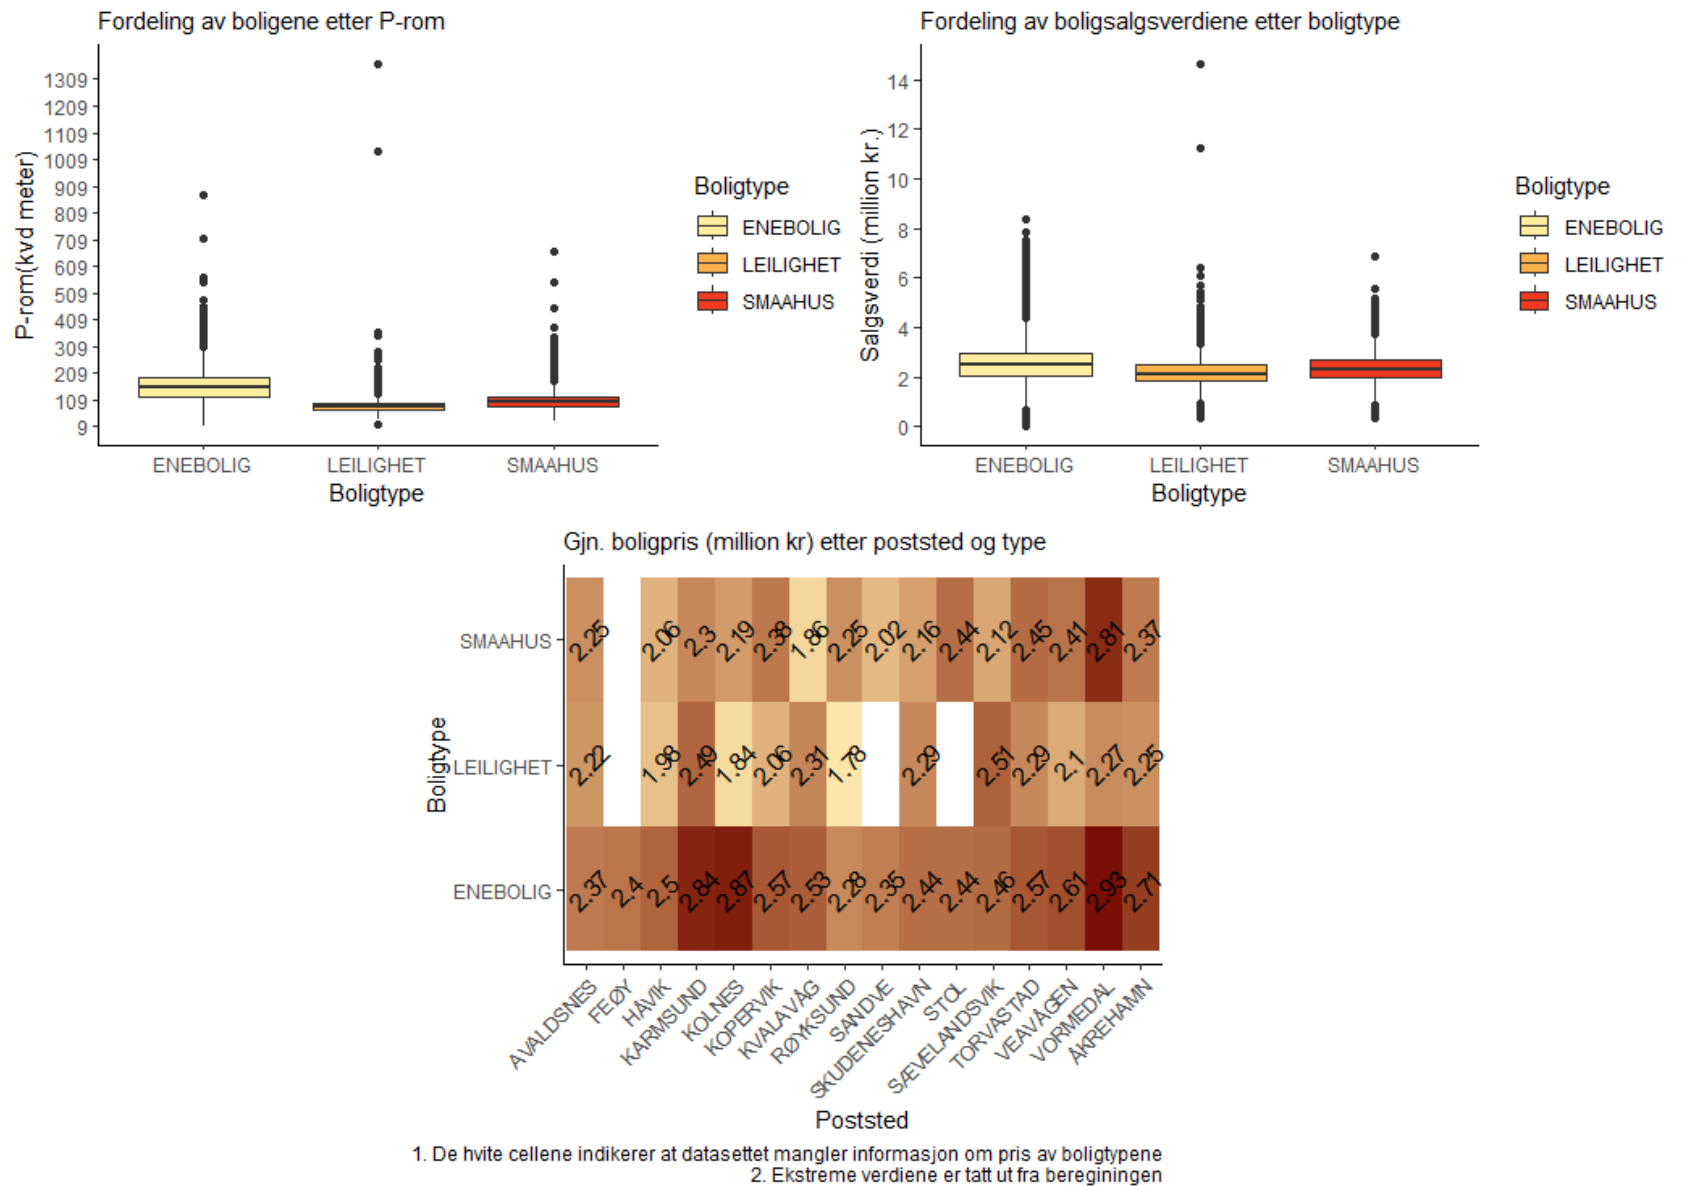 Fordeling av boligene etter P-rom
P-rom(kvd meter)
1309
1209
1109
1009
909
809
709
609
509
409
309
209
109
9
ENEBOLIG LEILIGHET SMAAHUS
Boligtype
Boligtype
ENEBOLIG
LEILIGHET
SMAAHUS
Fordeling av boligsalgsverdiene etter boligtype
Salgsverdi (million kr.)
14
12
10
8
6
4
2
0
ENEBOLIG LEILIGHET SMAAHUS
Boligtype
Boligtype
ENEBOLIG
LEILIGHET
SMAAHUS
Gjn. boligpris (million kr) etter poststed og type
Boligtype
SMAAHUS 2.25 2.06 2.3 2.19 2.38 1.86 2.25 2.02 2.16 2.44 2.12 2.45 2.41 2.81 2.37
LEILIGHET 2.22 1.98 2.49 1.84 2.06 2.31 1.78 2.29 2.51 2.29 2.1 2.27 2.25
ENEBOLIG 2.37 2.4 2.5 2.84 2.87 2.57 2.53 2.28 2.35 2.44 2.44 2.46 2.57 2.61 2.93 2.71
AVALDSNES FEØY HÅVIK KARMSUND KOLNES KOPERVIK KVALAVÅG RØYKSUND SANDVE SKUDENESHAVN STOL SÆVELANDSVIK TORVASTAD VEAVÅGEN VORMEDAL ÅKREHAMN
Poststed
1. De hvite cellene indikerer at datasettet mangler informasjon om pris av boligtypene
2. Ekstreme verdiene er tatt ut fra beregininingen